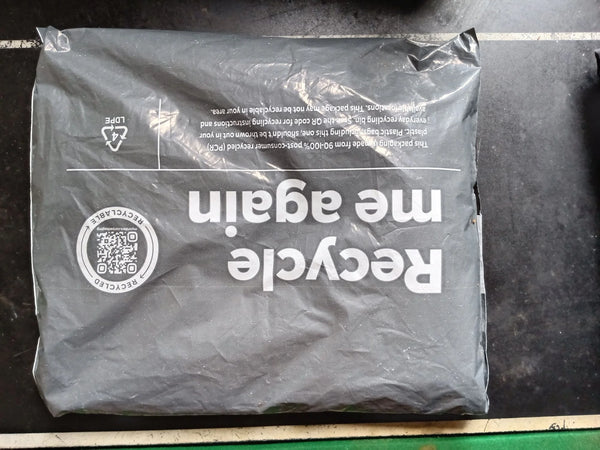 Recycle
me again
RECYCLED
RECYCLABLE
This packaging is made from 90-100% post-consumer recycled (PCR)
plastic. Plastic bags, including this one, shouldn't be thrown out in your
everyday recycling bin. Scan the QR code for recycling instructions and
available locations. This package may not be recyclable in your area.
4
LDPE